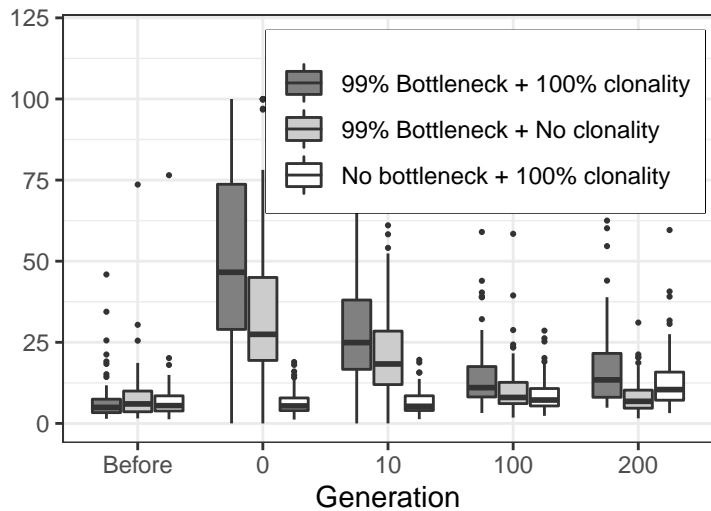 125
100
75
50
25
0
99% Bottleneck + 100% clonality
99% Bottleneck + No clonality
No bottleneck + 100% clonality
Before 0 10 100 200
Generation